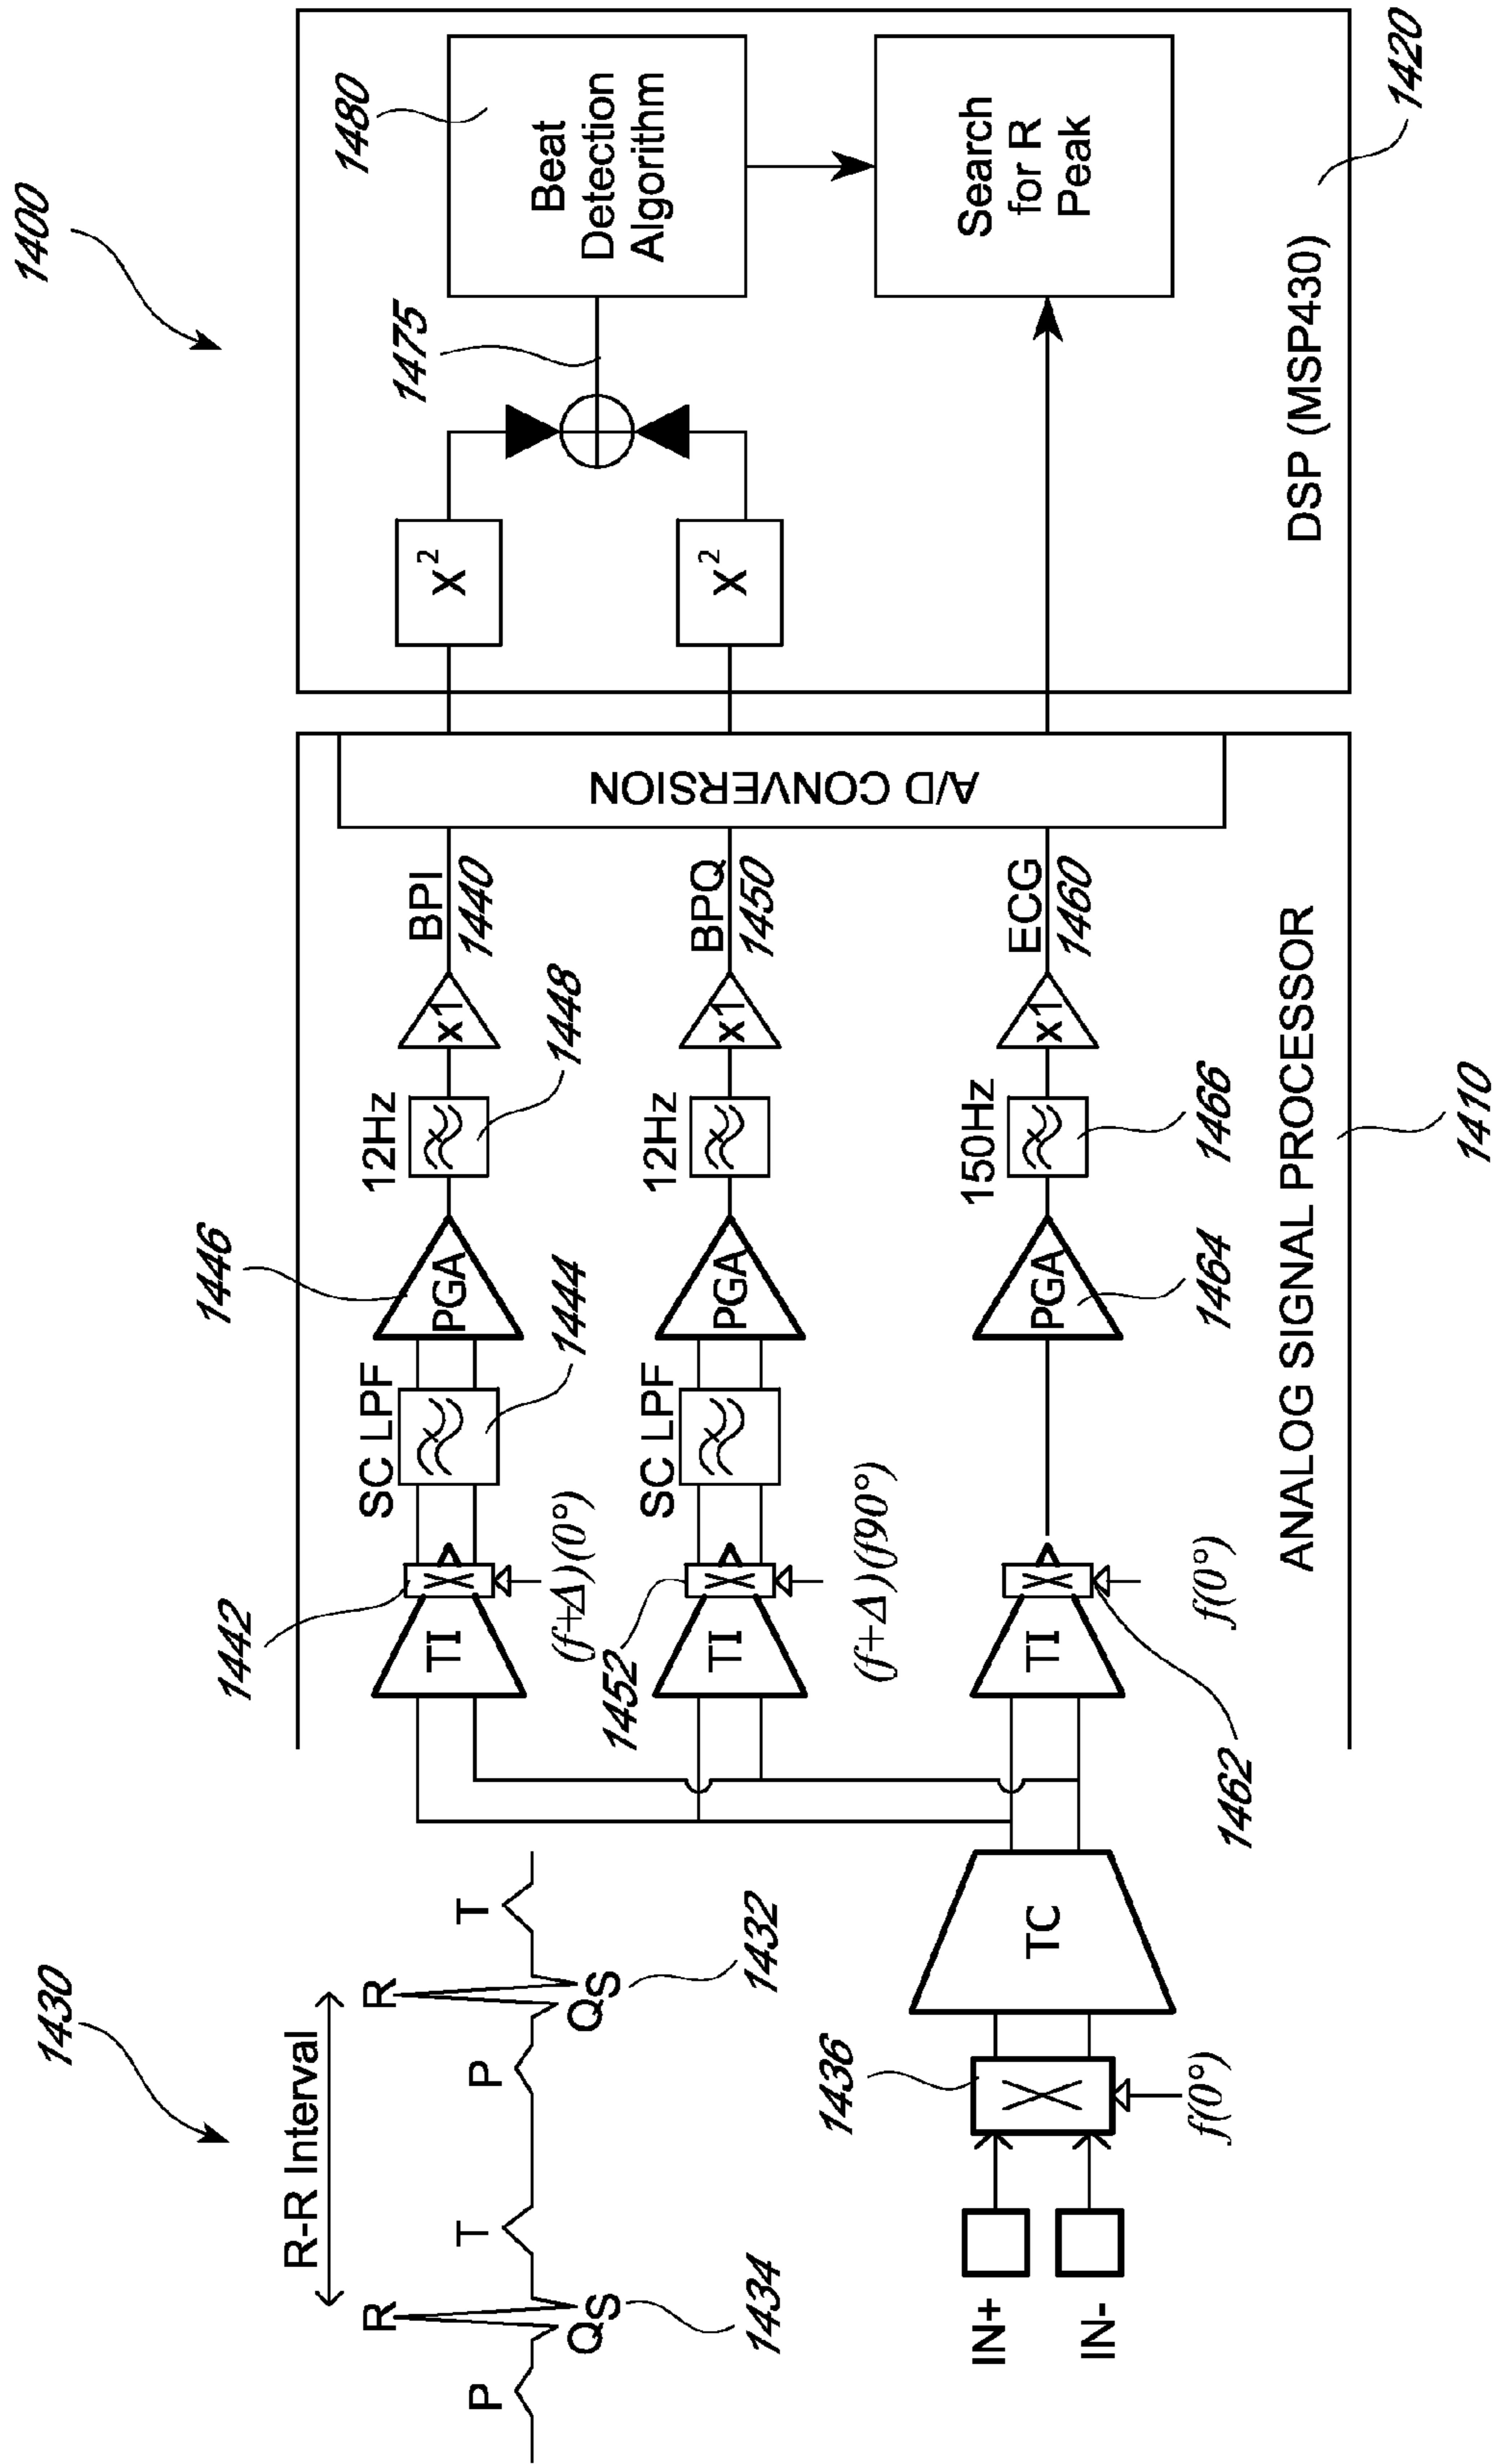 1400
1430
R-R Interval
R
R
P
T
P
T
QS
QS
1434
1432
IN+
IN-
1436
f(0°)
TC
1442
TI
(f+Δ)(0°)
SC LPF
1444
1446
PGA
12Hz
1448
x1
BPI
1440
1452
TI
(f+Δ)(f90°)
SC LPF
PGA
12Hz
x1
BPQ
1450
TI
1462
f(0°)
PGA
1464
150Hz
1466
x1
ECG
1460
A/D CONVERSION
ANALOG SIGNAL PROCESSOR
1410
X²
X²
1475
1480
Beat
Detection
Algorithm
Search
for R
Peak
DSP (MSP430)
1420